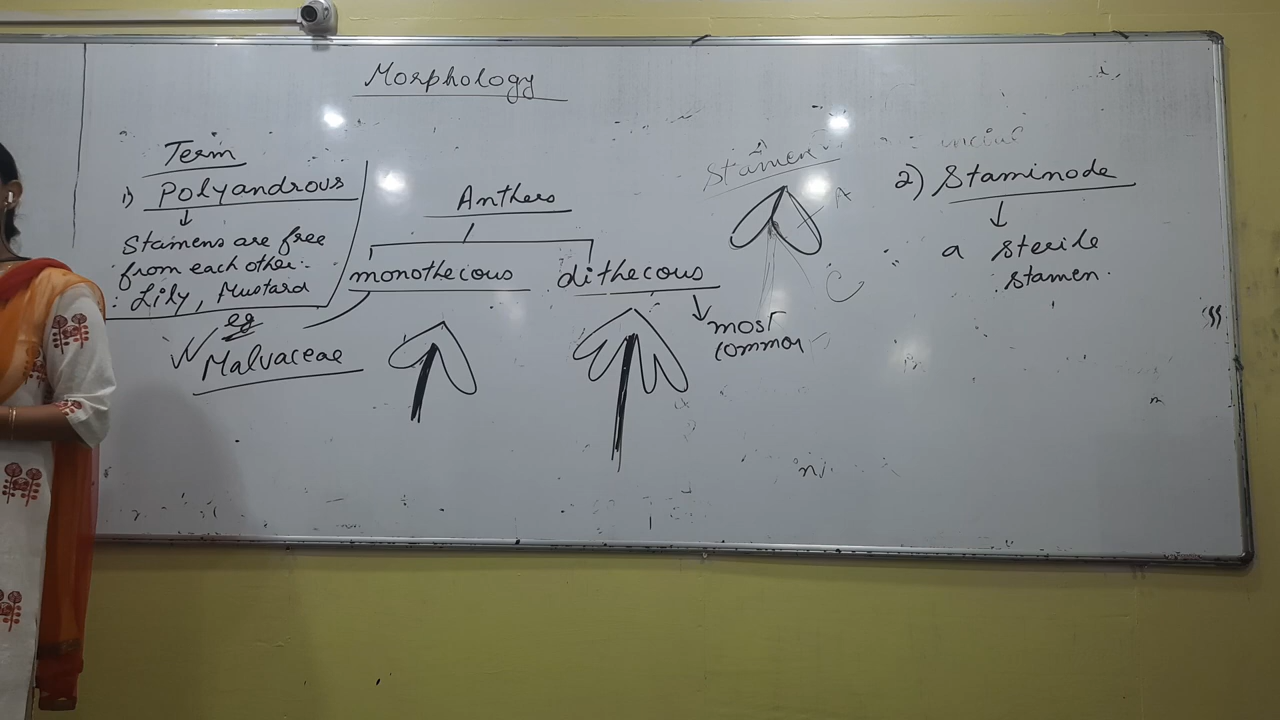 Morphology
Term
1) Polyandrous
Stamens are free
from each other:-
: Lily, Mustard
eg
Malvaceae
Anthers
monothecous
dithecous
most
common
Stamen
A
C
2) Staminode
a sterile
stamen.